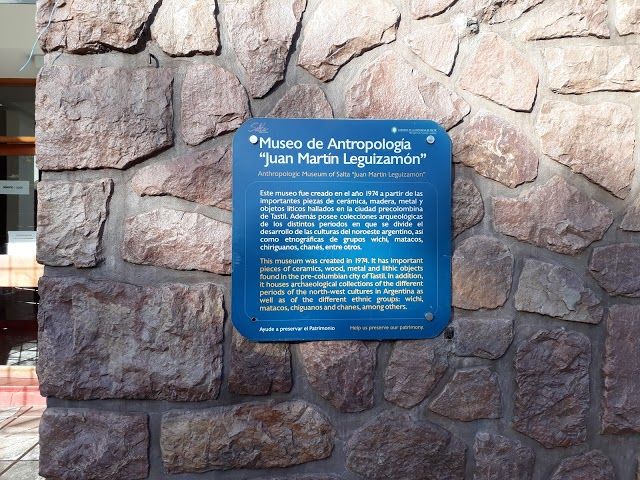 Salta
Museo de Antropología
"Juan Martín Leguizamón"
Anthropologic Museum of Salta "Juan Martín Leguizamón"
Este museo fue creado en el año 1974 a partir de las
importantes piezas de cerámica, madera, metal y
objetos líticos hallados en la ciudad precolombina
de Tastil. Además posee colecciones arqueológicas
de los distintos períodos en que se divide el
desarrollo de las culturas del noroeste argentino, así
como etnográficas de grupos wichi, matacos,
chiriguanos, chanés, entre otros.
This museum was created in 1974. It has important
pieces of ceramics, wood, metal and lithic objects
found in the pre-columbian city of Tastil. In addition,
it houses archaeological collections of the different
periods of the north-west cultures in Argentina as
well as of the different ethnic groups: wichi,
matacos, chiguanos and chanes, among others.
Ayude a preservar el Patrimonio
Help us preserve our patrimony.